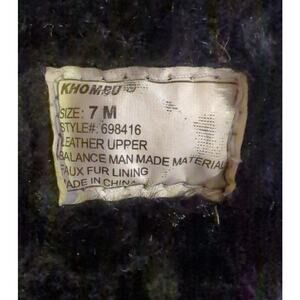 KHOMBU®
SIZE: 7 M
STYLE#: 698416
LEATHER UPPER
BALANCE MAN MADE MATERIAL
FAUX FUR LINING
MADE IN CHINA